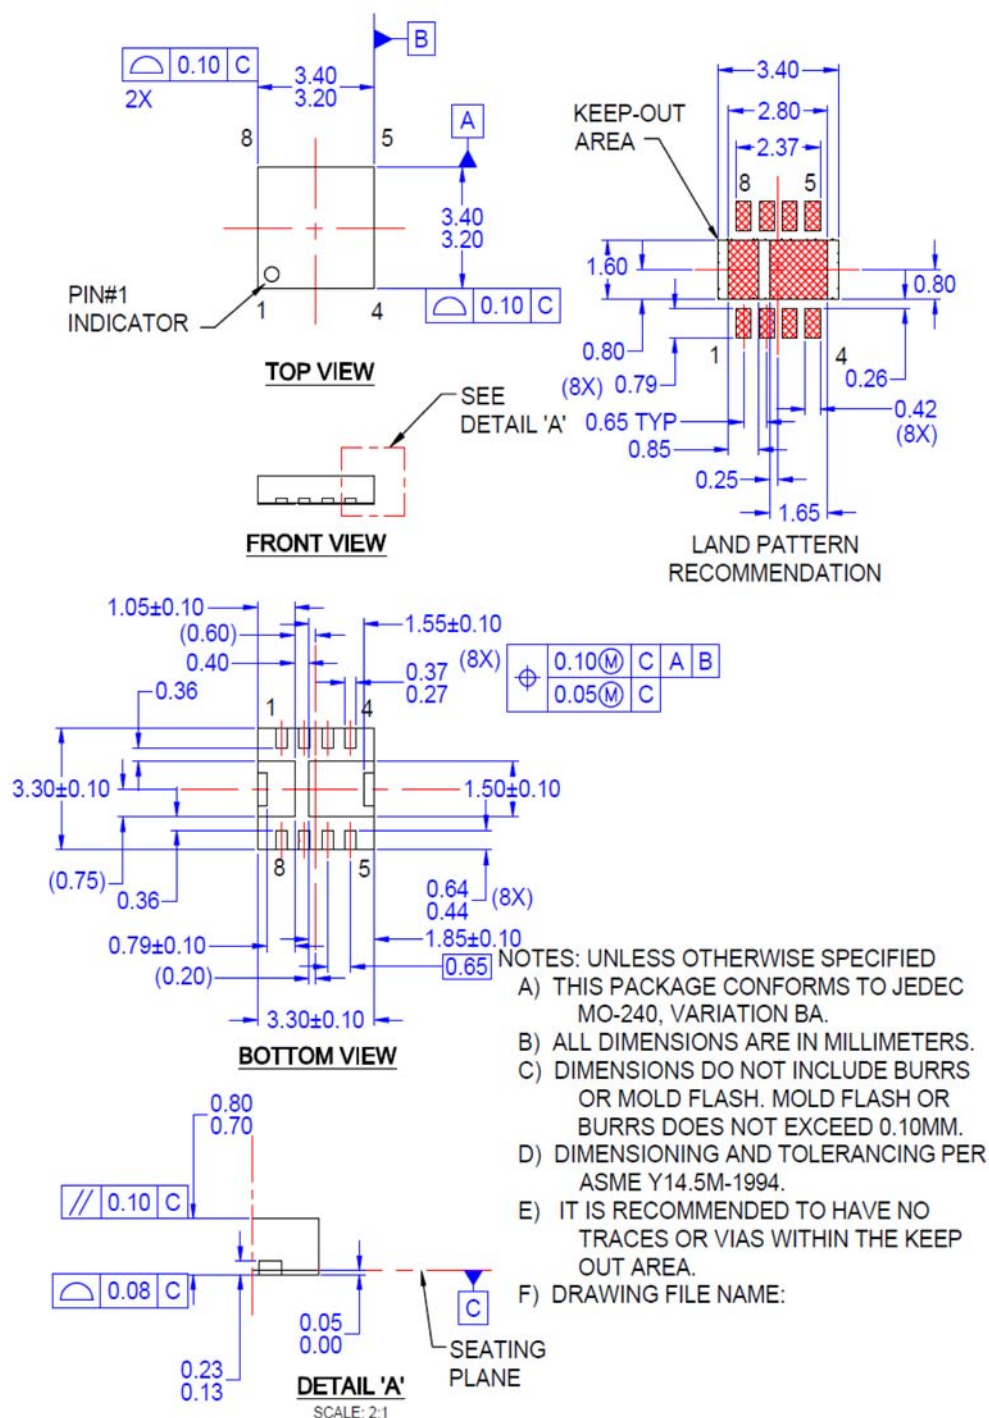 B
0.10 C
2X
3.40
3.20
8
5
A
3.40
3.20
PIN#1
INDICATOR
1
4
0.10 C
TOP VIEW
3.40
KEEP-OUT
AREA
2.80
2.37
8
5
1.60
0.80
1
4
0.80
0.26
(8X) 0.79
0.42
(8X)
0.65 TYP
0.85
0.25
1.65
LAND PATTERN
RECOMMENDATION
SEE
DETAIL 'A'
FRONT VIEW
1.05±0.10
(0.60)
1.55±0.10
0.40
(8X)
0.37
0.27
0.36
0.10Ⓜ C A B
0.05Ⓜ C
1
4
3.30±0.10
1.50±0.10
8
5
(0.75)
0.36
0.64
0.44
(8X)
0.79±0.10
1.85±0.10
(0.20)
0.65
3.30±0.10
BOTTOM VIEW
NOTES: UNLESS OTHERWISE SPECIFIED
A) THIS PACKAGE CONFORMS TO JEDEC
MO-240, VARIATION BA.
B) ALL DIMENSIONS ARE IN MILLIMETERS.
C) DIMENSIONS DO NOT INCLUDE BURRS
OR MOLD FLASH. MOLD FLASH OR
BURRS DOES NOT EXCEED 0.10MM.
D) DIMENSIONING AND TOLERANCING PER
ASME Y14.5M-1994.
E) IT IS RECOMMENDED TO HAVE NO
TRACES OR VIAS WITHIN THE KEEP
OUT AREA.
F) DRAWING FILE NAME:
0.80
0.70
// 0.10 C
0.08 C
0.05
0.00
C
SEATING
PLANE
0.23
0.13
DETAIL 'A'
SCALE: 2:1